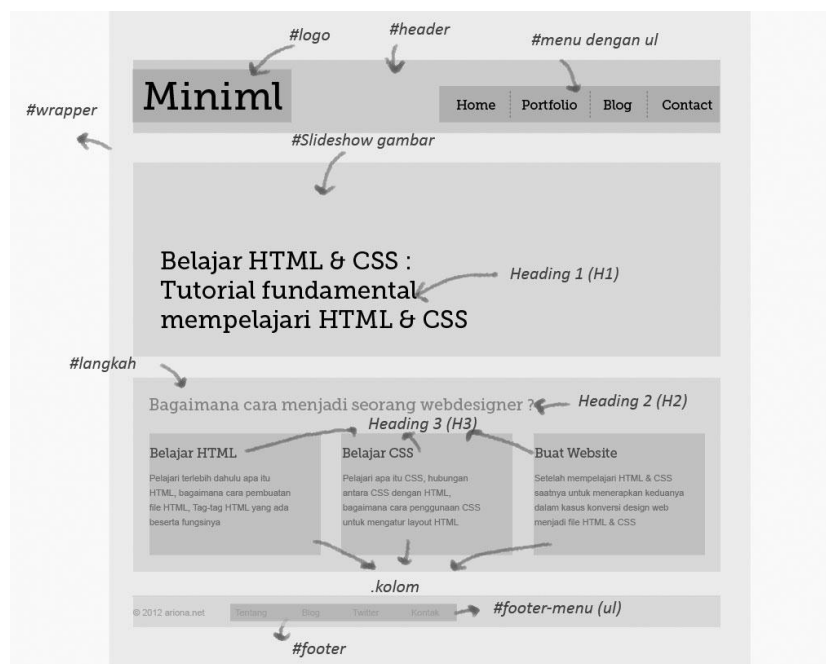 #logo
#header
#menu dengan ul
Miniml
Home Portfolio Blog Contact
#wrapper
#Slideshow gambar
Belajar HTML & CSS :
Tutorial fundamental
mempelajari HTML & CSS
Heading 1 (H1)
#langkah
Bagaimana cara menjadi seorang webdesigner ?
Heading 2 (H2)
Heading 3 (H3)
Belajar HTML
Pelajari terlebih dahulu apa itu
HTML, bagaimana cara pembuatan
file HTML, Tag-tag HTML yang ada
beserta fungsinya
Belajar CSS
Pelajari apa itu CSS, hubungan
antara CSS dengan HTML,
bagaimana cara penggunaan CSS
untuk mengatur layout HTML
Buat Website
Setelah mempelajari HTML & CSS
saatnya untuk menerapkan keduanya
dalam kasus konversi design web
menjadi file HTML & CSS
.kolom
© 2012 ariona.net Tentang Blog Twitter Kontak
#footer-menu (ul)
#footer